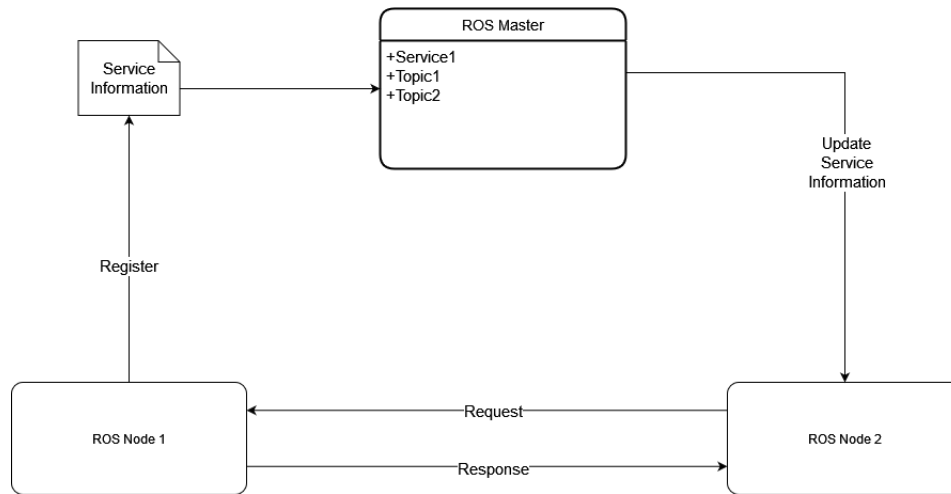 ROS Master
+Service1
+Topic1
+Topic2
Service
Information
Update
Service
Information
Register
Request
ROS Node 1
ROS Node 2
Response